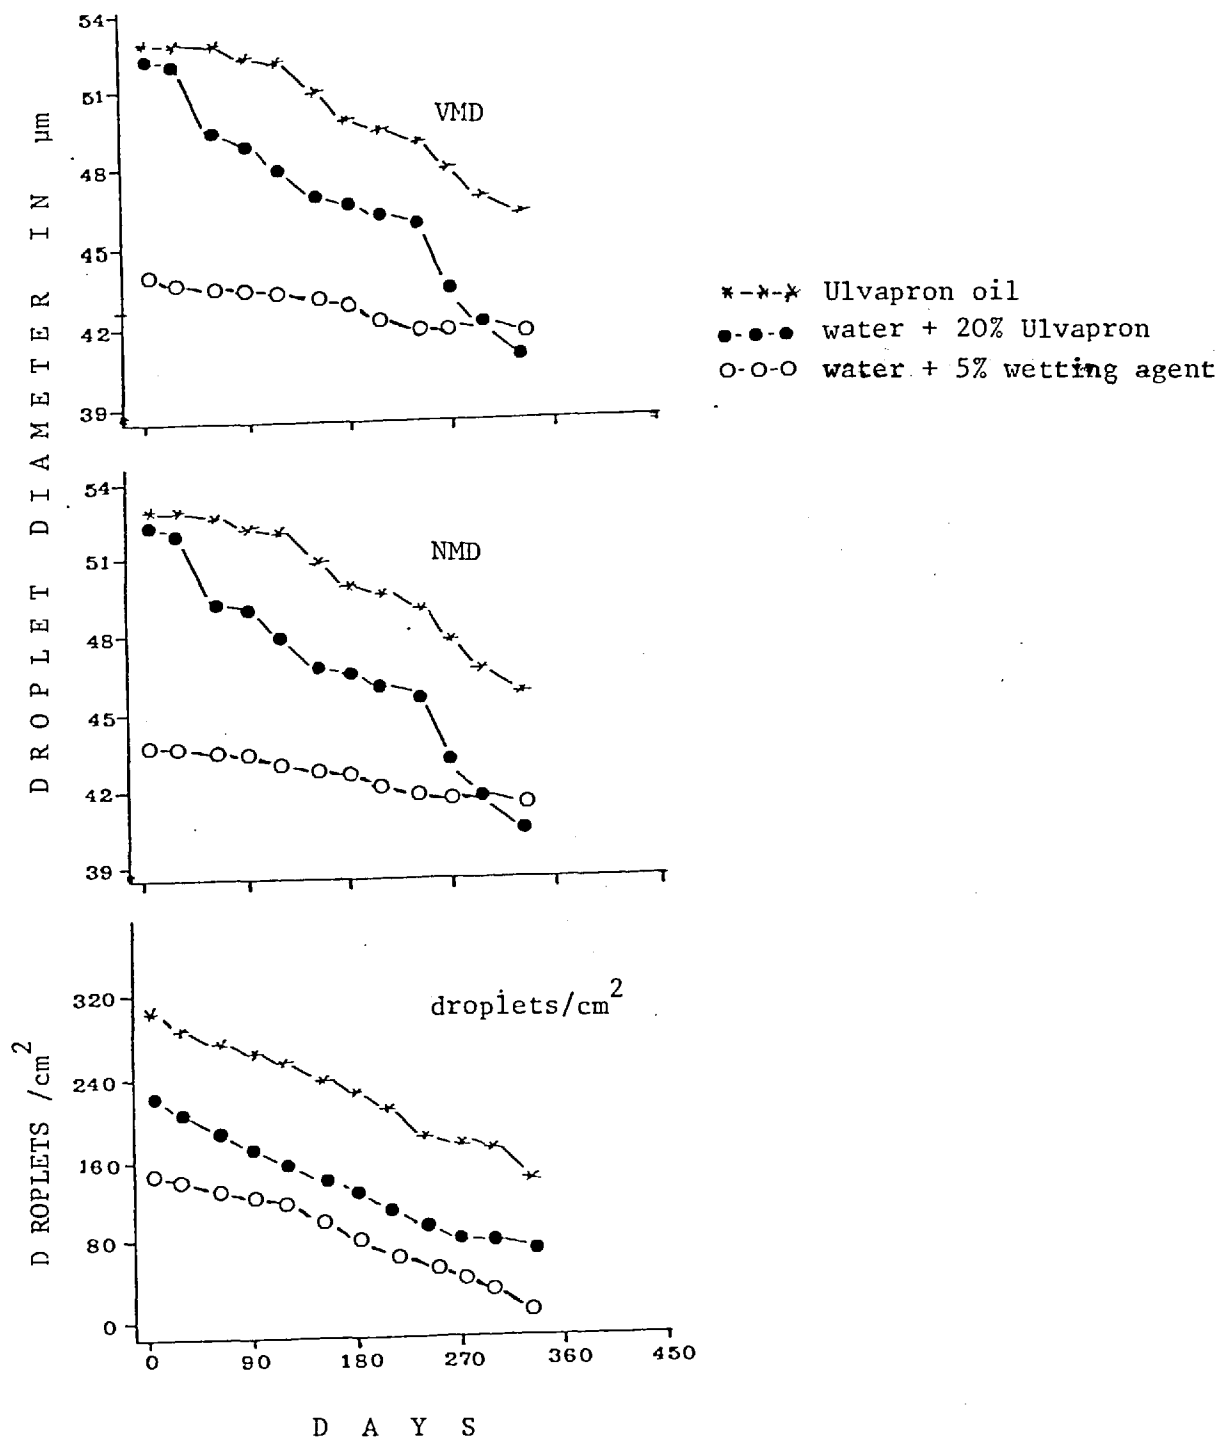 DROPLET DIAMETER IN µm
54
51
48
45
42
39
VMD
Ulvapron oil
water + 20% Ulvapron
water + 5% wetting agent
54
51
48
45
42
39
NMD
DROPLETS /cm2
320
240
160
80
0
droplets/cm2
0 90 180 270 360 450
DAYS